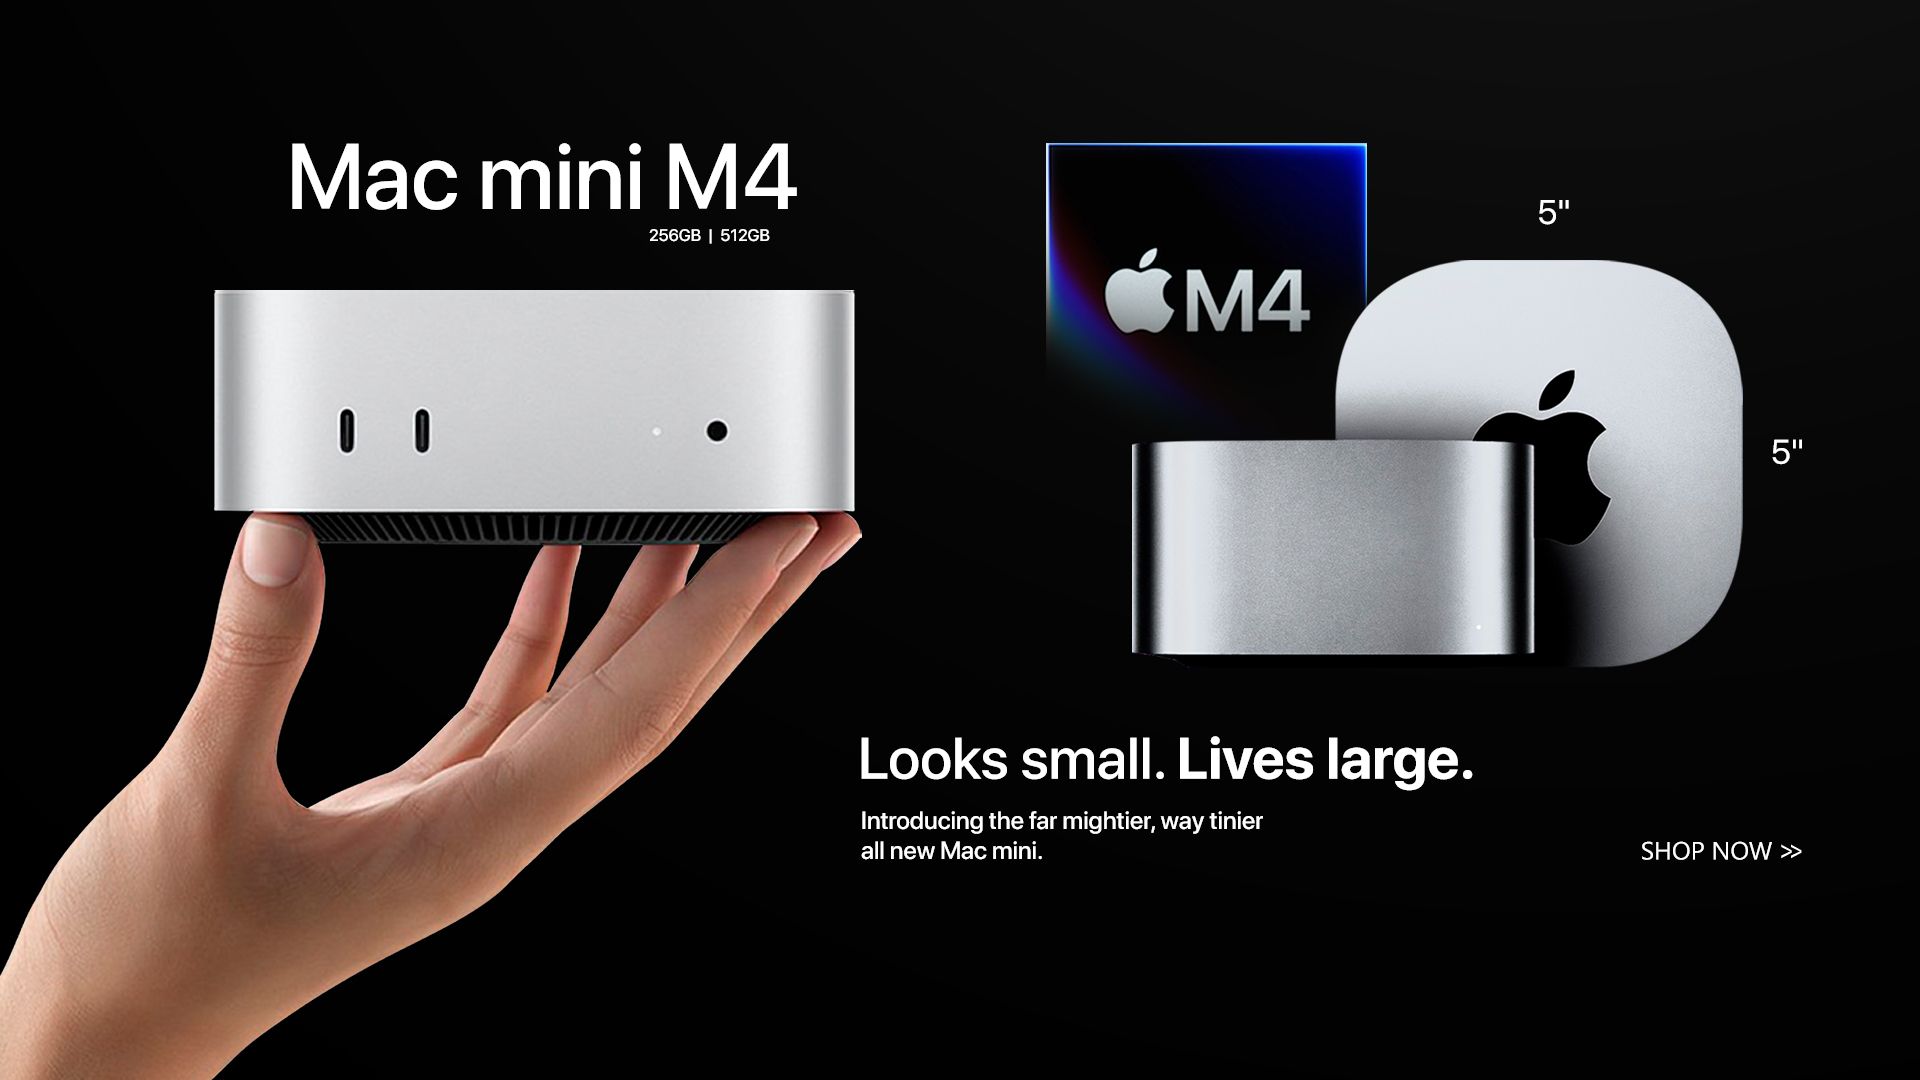 Mac mini M4
256GB | 512GB
M4
5"
5"
Looks small. Lives large.
Introducing the far mightier, way tinier
all new Mac mini.
SHOP NOW >>